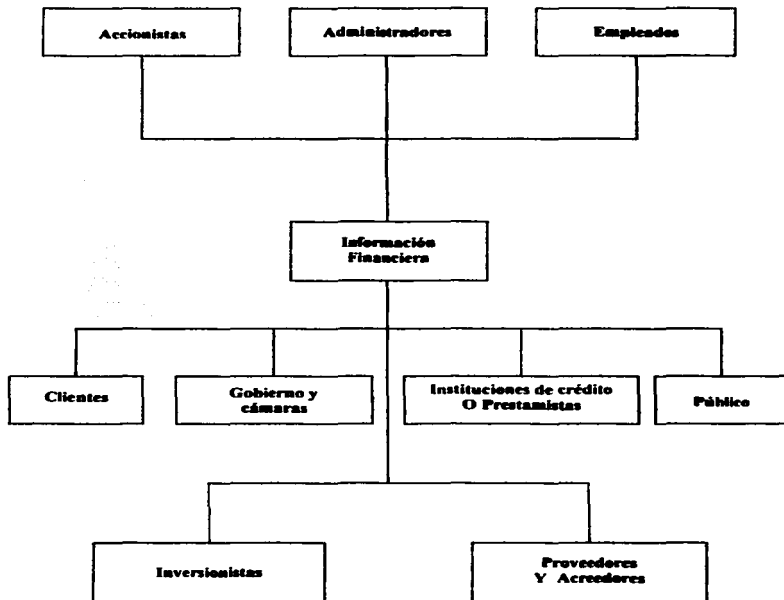 Accionistas
Administradores
Empleados
Información
Financiera
Clientes
Gobierno y
cámaras
Instituciones de crédito
O Prestamistas
Público
Inversionistas
Proveedores
Y Acreedores